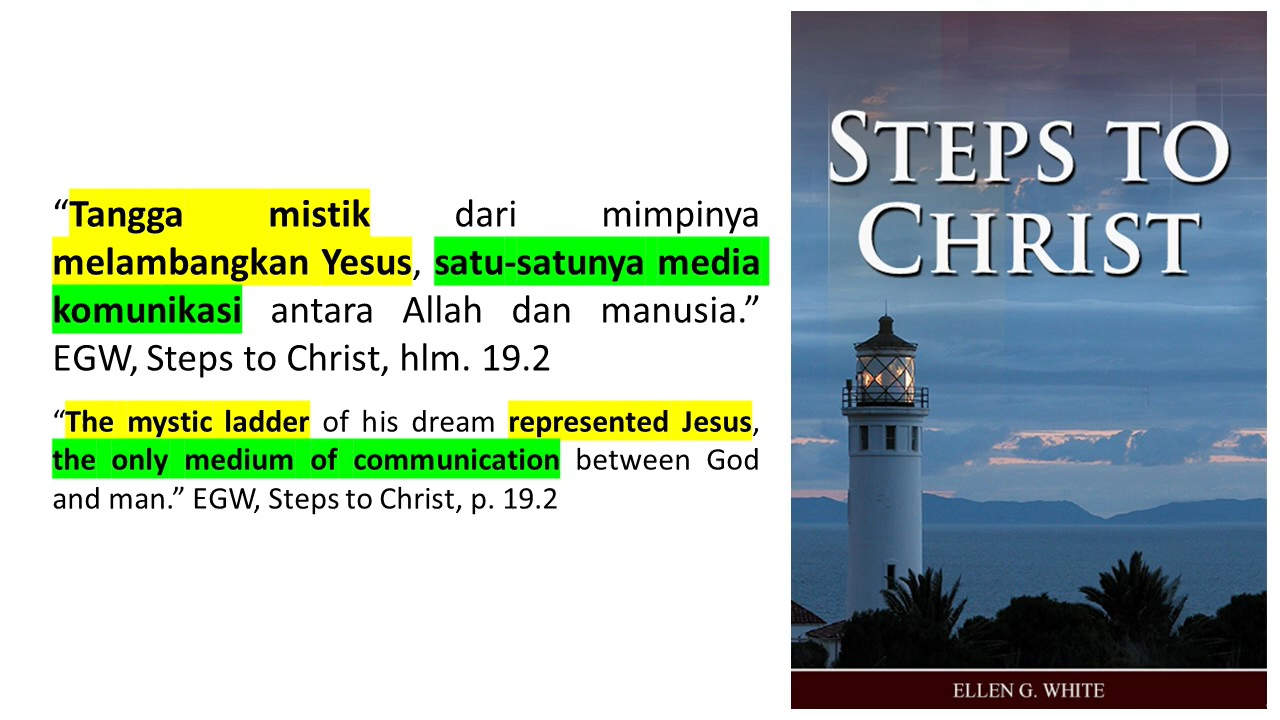 “Tangga mistik dari mimpinya
melambangkan Yesus, satu-satunya media
komunikasi antara Allah dan manusia.”
EGW, Steps to Christ, hlm. 19.2
“The mystic ladder of his dream represented Jesus,
the only medium of communication between God
and man.” EGW, Steps to Christ, p. 19.2
STEPS TO
CHRIST
ELLEN G. WHITE